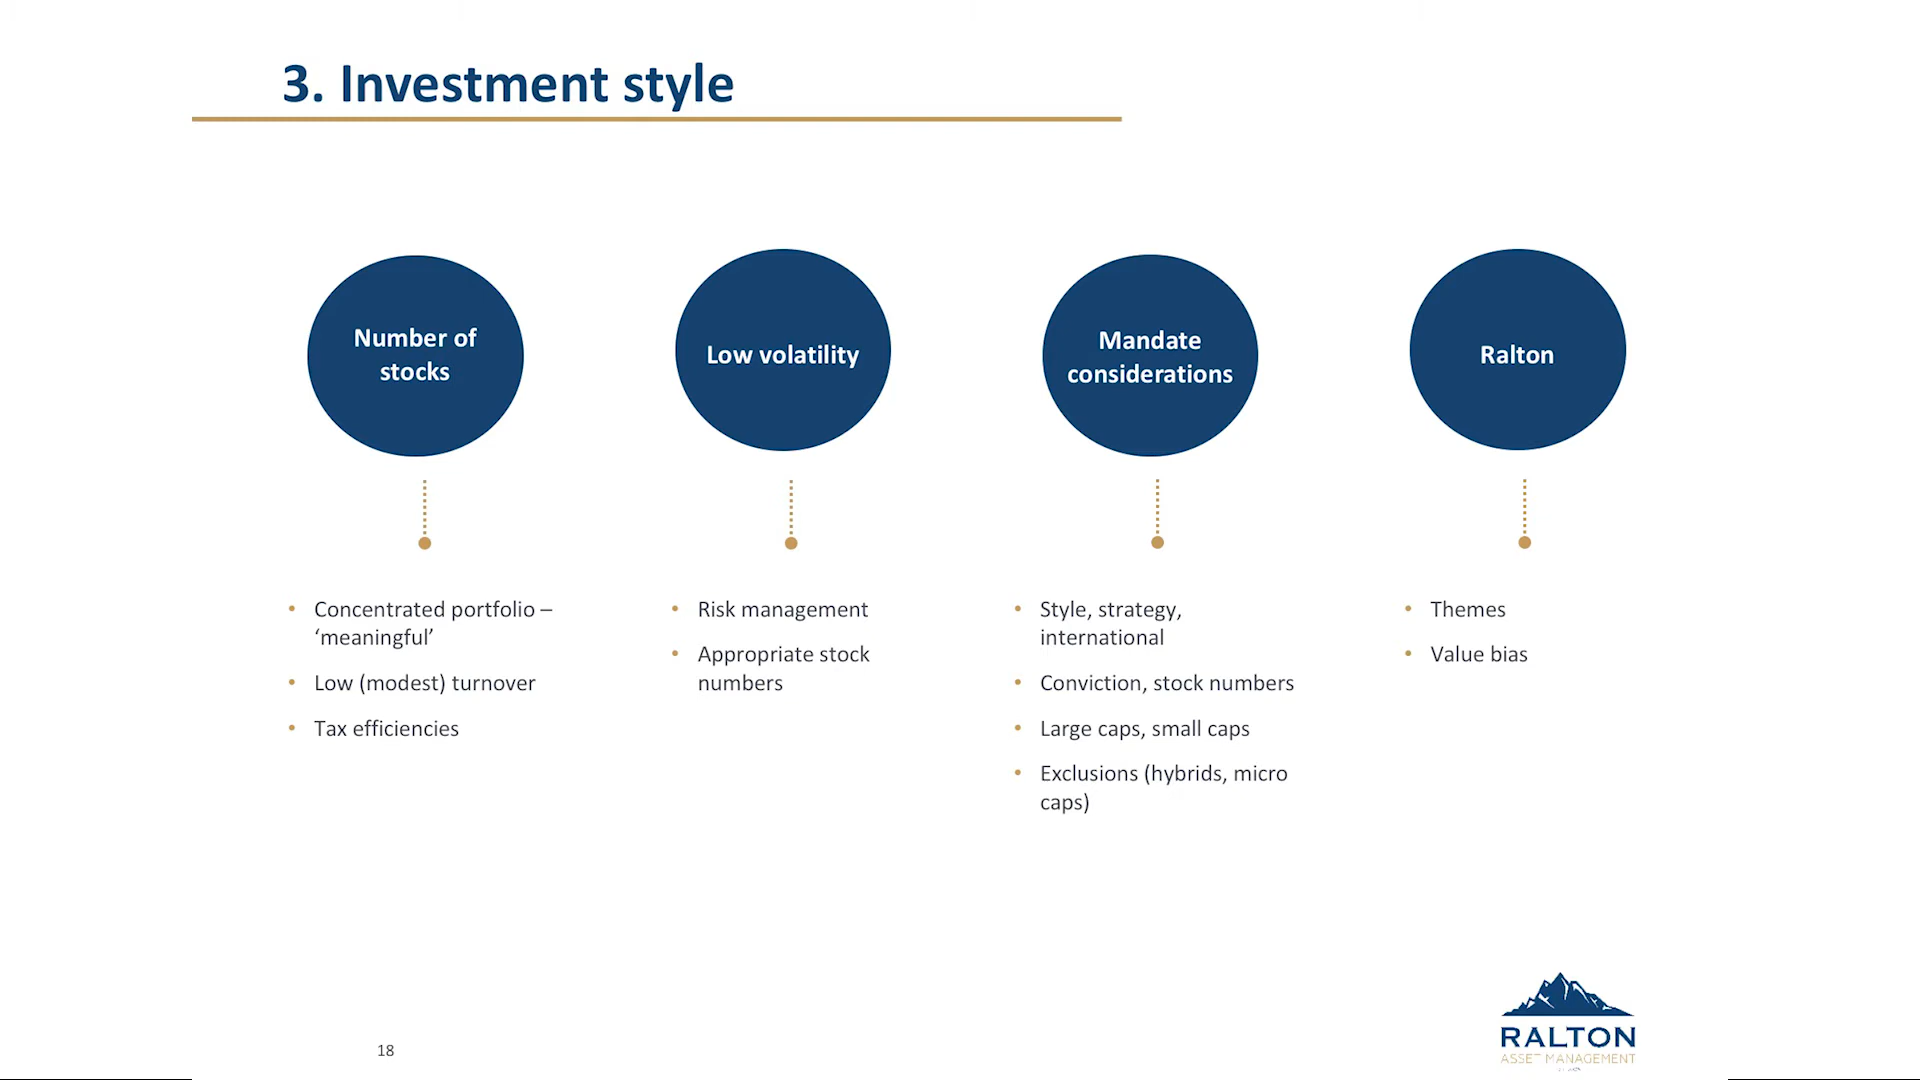 3. Investment style
Number of
stocks
Low volatility
Mandate
considerations
Ralton
• Concentrated portfolio –
‘meaningful’
• Low (modest) turnover
• Tax efficiencies
• Risk management
• Appropriate stock
numbers
• Style, strategy,
international
• Conviction, stock numbers
• Large caps, small caps
• Exclusions (hybrids, micro
caps)
• Themes
• Value bias
18
RALTON
ASSET MANAGEMENT